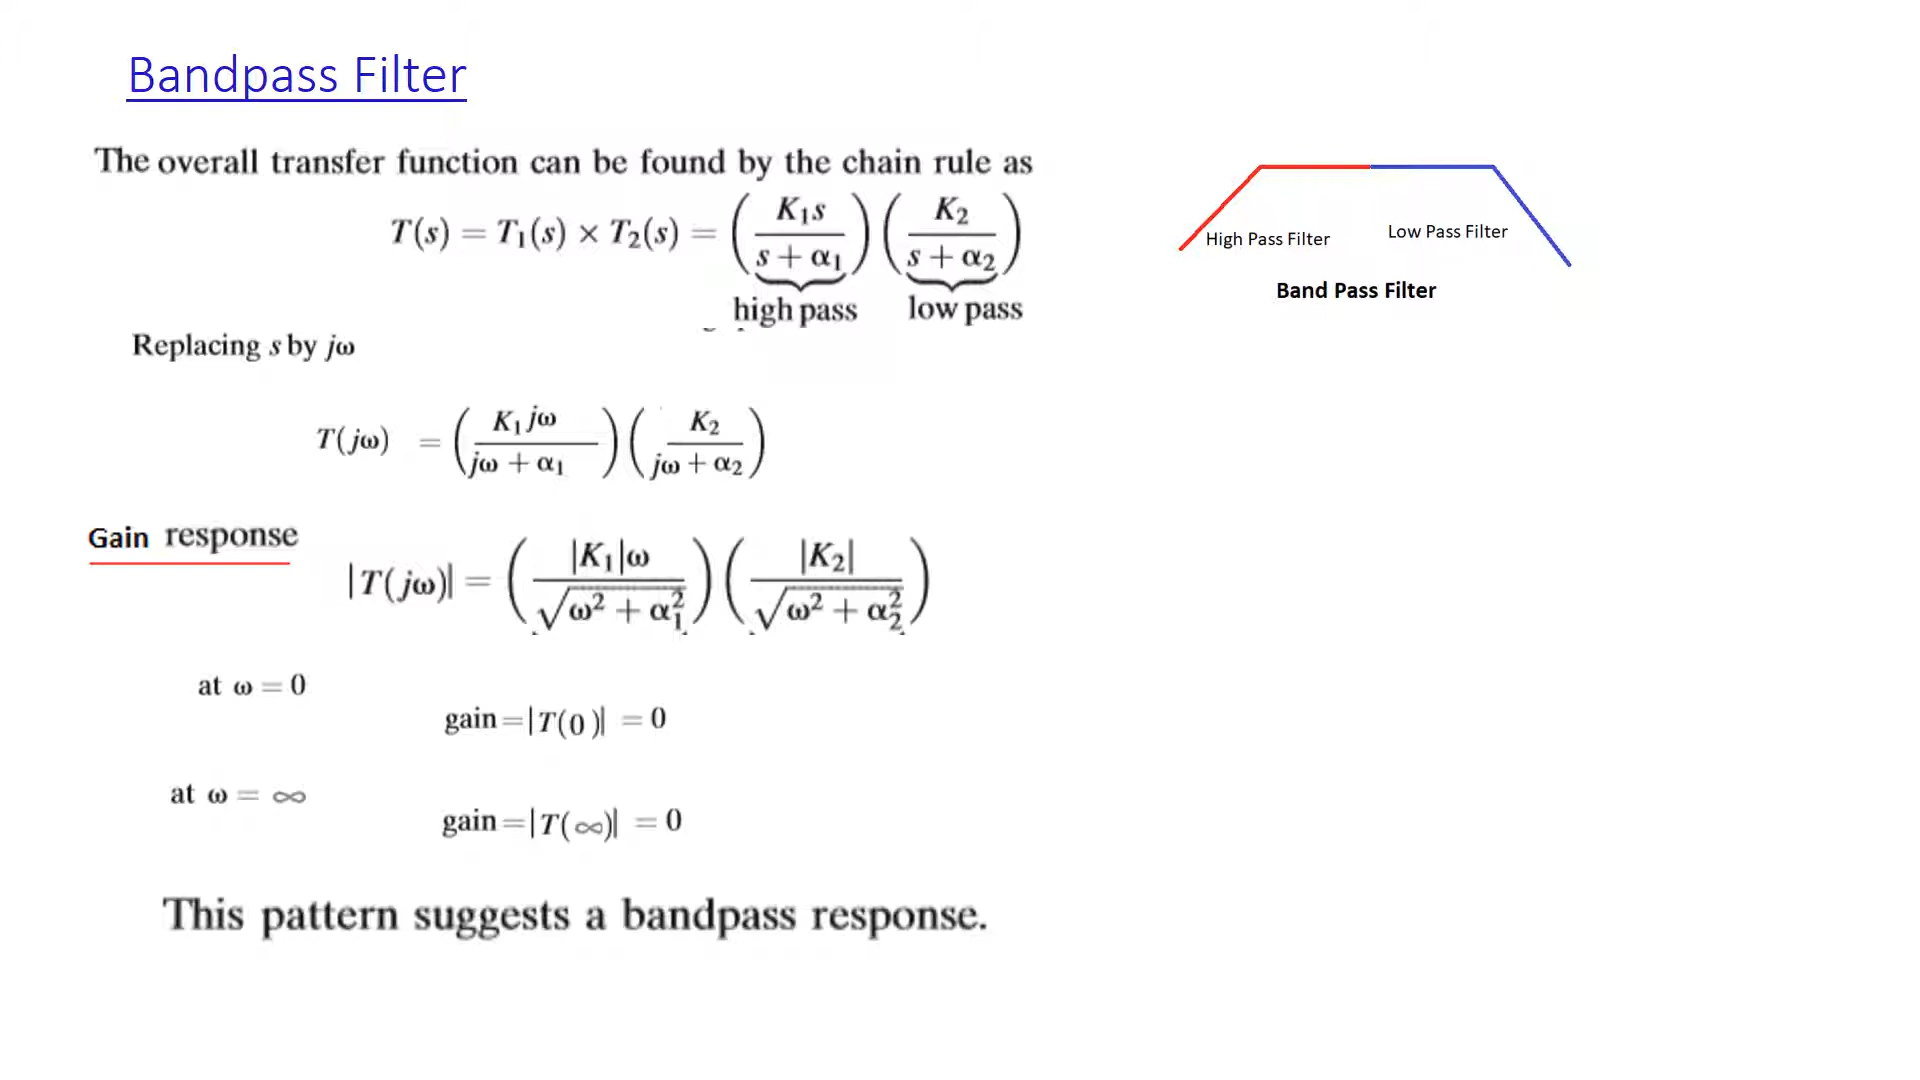 Bandpass Filter
The overall transfer function can be found by the chain rule as
T(s) = T₁(s) × T₂(s) = (K₁s / (s + α₁)) (K₂ / (s + α₂))
high pass low pass
Replacing s by jω
T(jω) = (K₁ jω / (jω + α₁)) (K₂ / (jω + α₂))
Gain response
|T(jω)| = (|K₁|ω / √(ω² + α₁²)) (|K₂| / √(ω² + α₂²))
at ω = 0
gain = |T(0)| = 0
at ω = ∞
gain = |T(∞)| = 0
This pattern suggests a bandpass response.
High Pass Filter
Low Pass Filter
Band Pass Filter